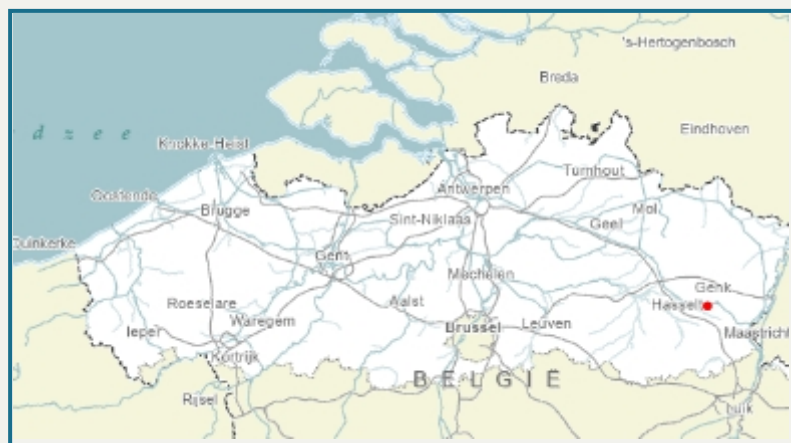 's-Hertogenbosch
Breda
d z e e
Eindhoven
Knokke-Heist
Turnhout
Antwerpen
Oostende
Mol
Brugge
Sint-Niklaas
Geel
Duinkerke
Gent
Mechelen
Genk
Roeselare
Aalst
Hasselt
Waregem
Brussel
Leuven
Ieper
Maastricht
Kortrijk
BELGIË
Rijsel
Luik